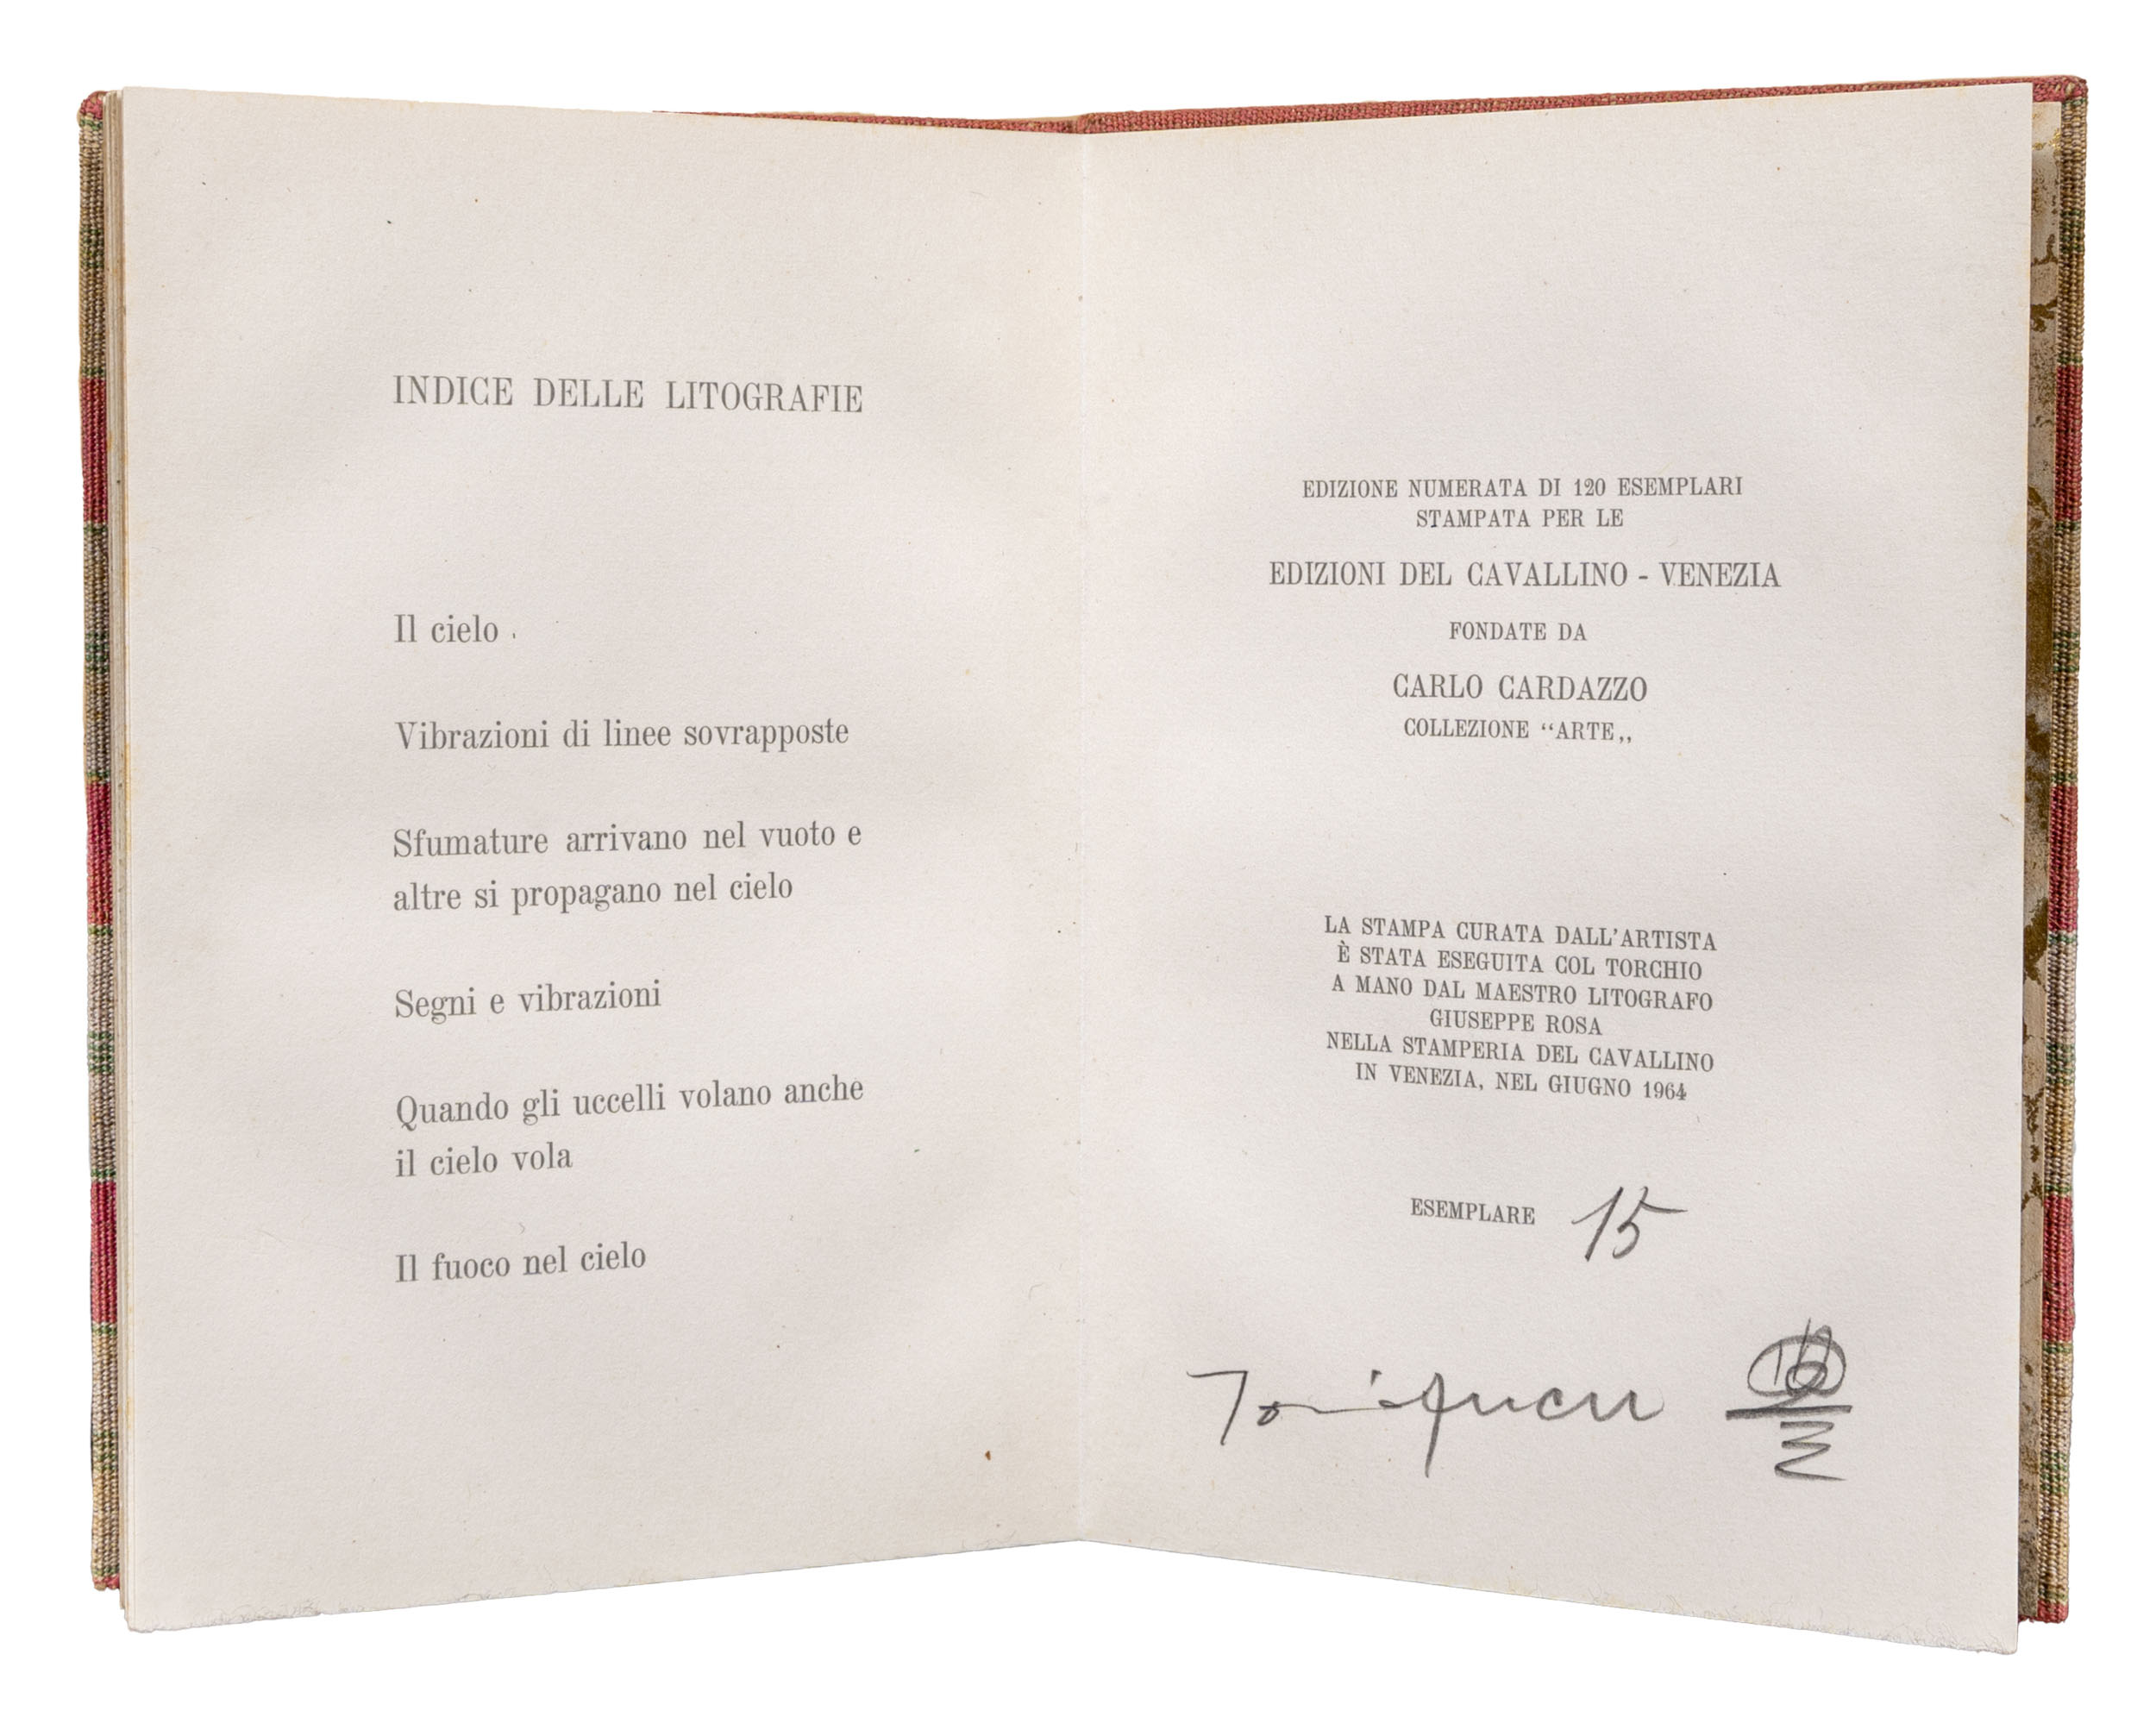 INDICE DELLE LITOGRAFIE
Il cielo
Vibrazioni di linee sovrapposte
Sfumature arrivano nel vuoto e
altre si propagano nel cielo
Segni e vibrazioni
Quando gli uccelli volano anche
il cielo vola
Il fuoco nel cielo
EDIZIONE NUMERATA DI 120 ESEMPLARI
STAMPATA PER LE
EDIZIONI DEL CAVALLINO - VENEZIA
FONDATE DA
CARLO CARDAZZO
COLLEZIONE “ARTE„
LA STAMPA CURATA DALL'ARTISTA
È STATA ESEGUITA COL TORCHIO
A MANO DAL MAESTRO LITOGRAFO
GIUSEPPE ROSA
NELLA STAMPERIA DEL CAVALLINO
IN VENEZIA, NEL GIUGNO 1964
ESEMPLARE 15